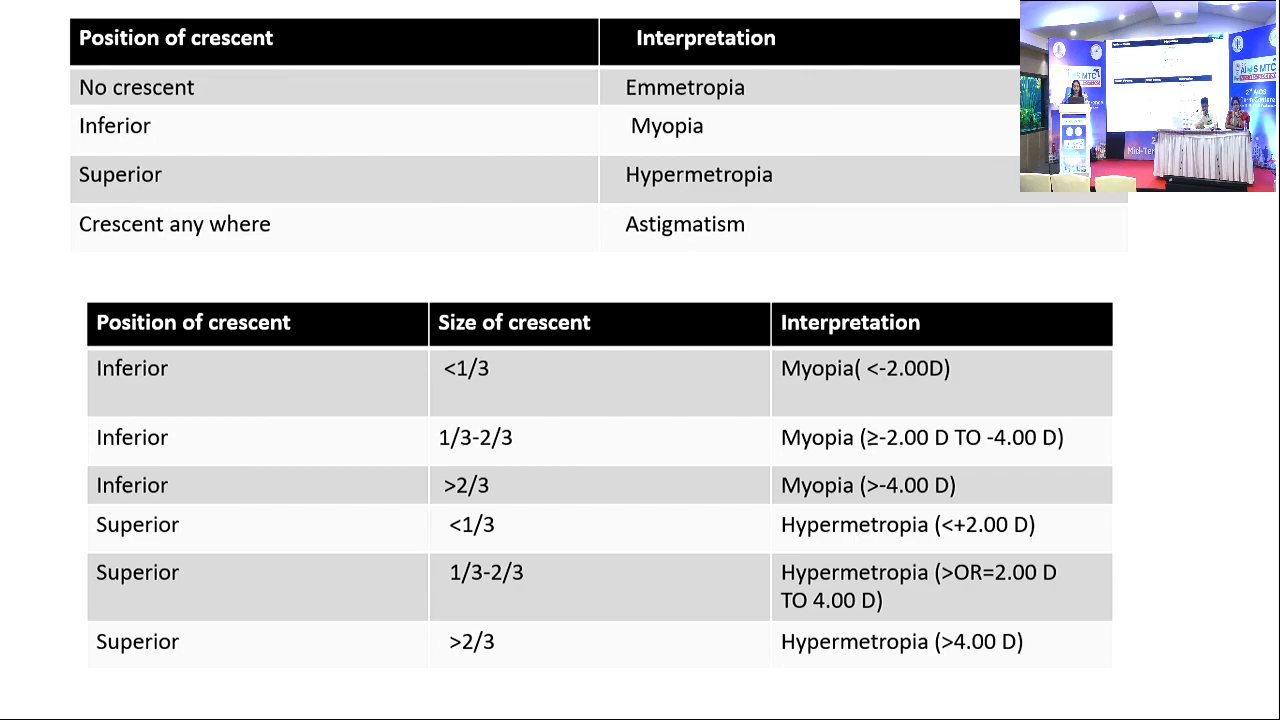 Position of crescent Interpretation
No crescent Emmetropia
Inferior Myopia
Superior Hypermetropia
Crescent any where Astigmatism
Position of crescent Size of crescent Interpretation
Inferior <1/3 Myopia( <-2.00D)
Inferior 1/3-2/3 Myopia (≥-2.00 D TO -4.00 D)
Inferior >2/3 Myopia (>-4.00 D)
Superior <1/3 Hypermetropia (<+2.00 D)
Superior 1/3-2/3 Hypermetropia (>OR=2.00 D
TO 4.00 D)
Superior >2/3 Hypermetropia (>4.00 D)